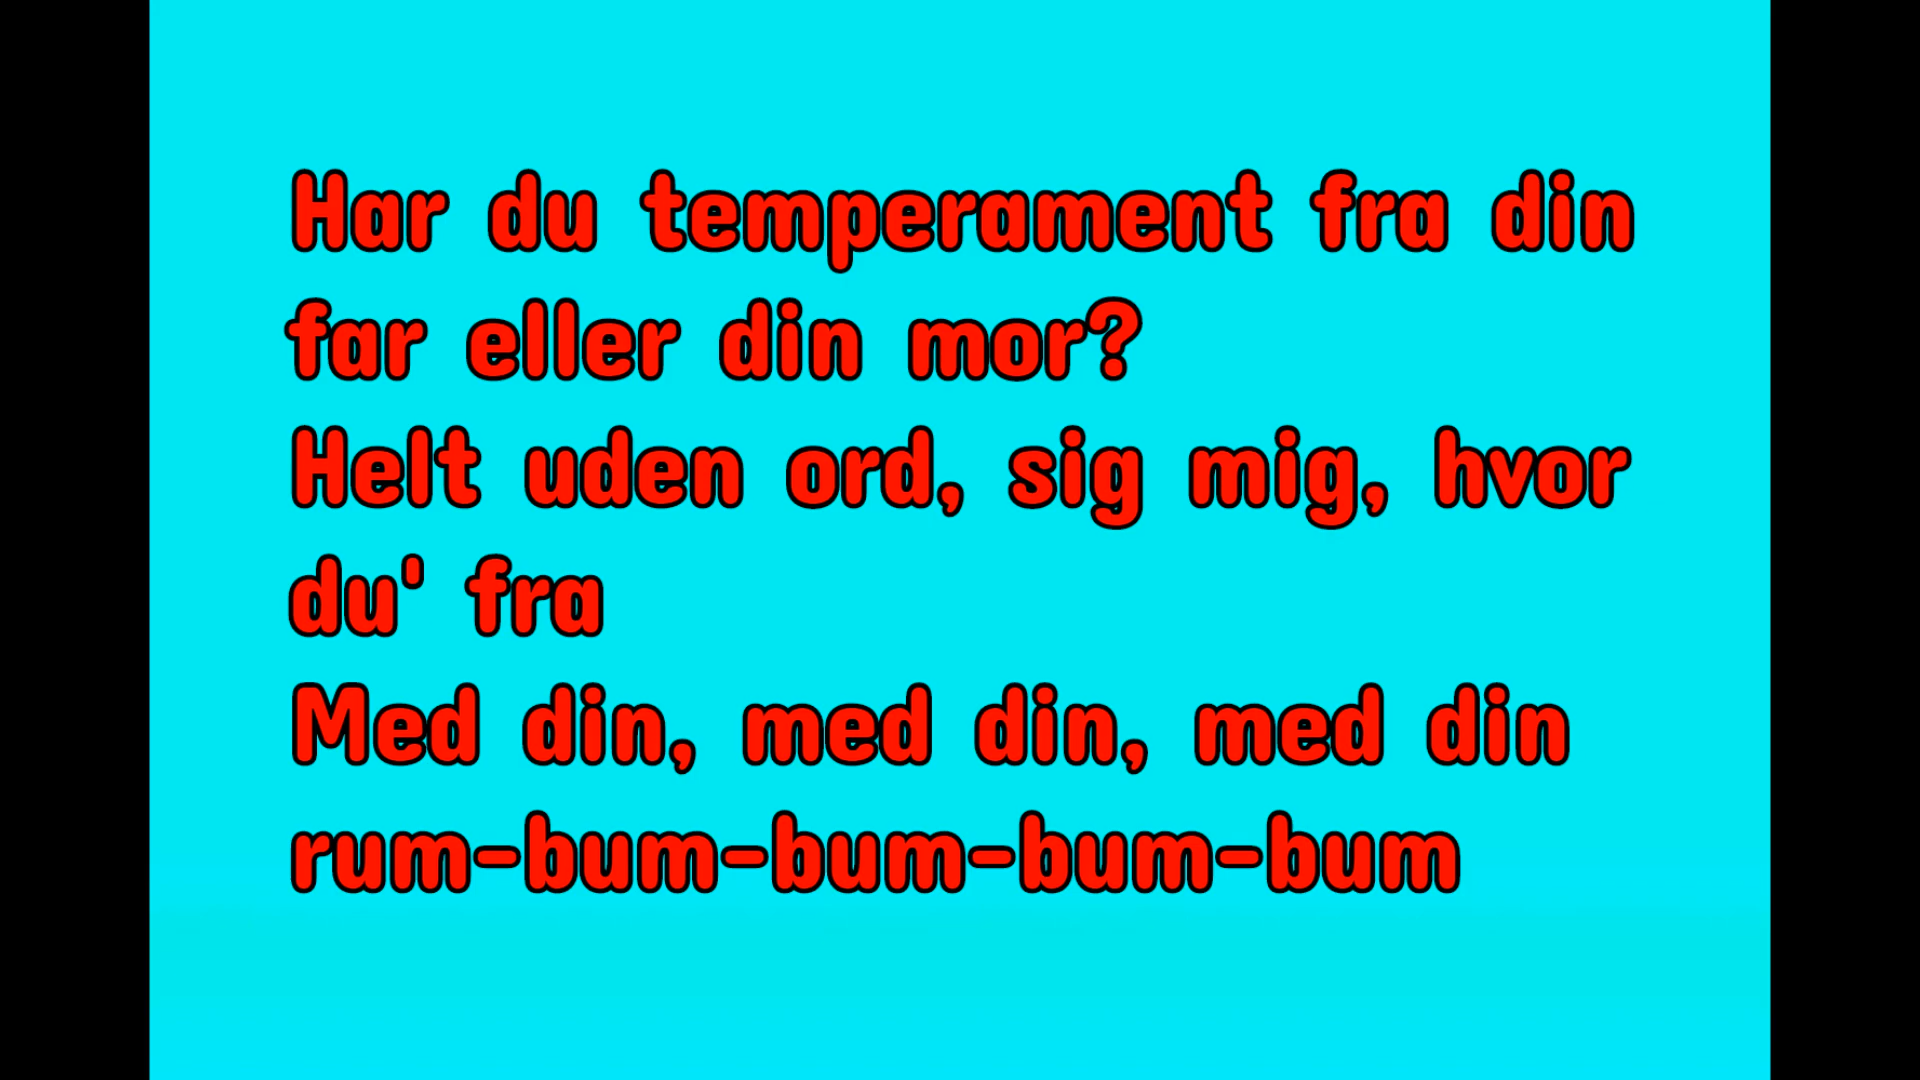 Har du temperament fra din
far eller din mor?
Helt uden ord, sig mig, hvor
du' fra
Med din, med din, med din
rum-bum-bum-bum-bum